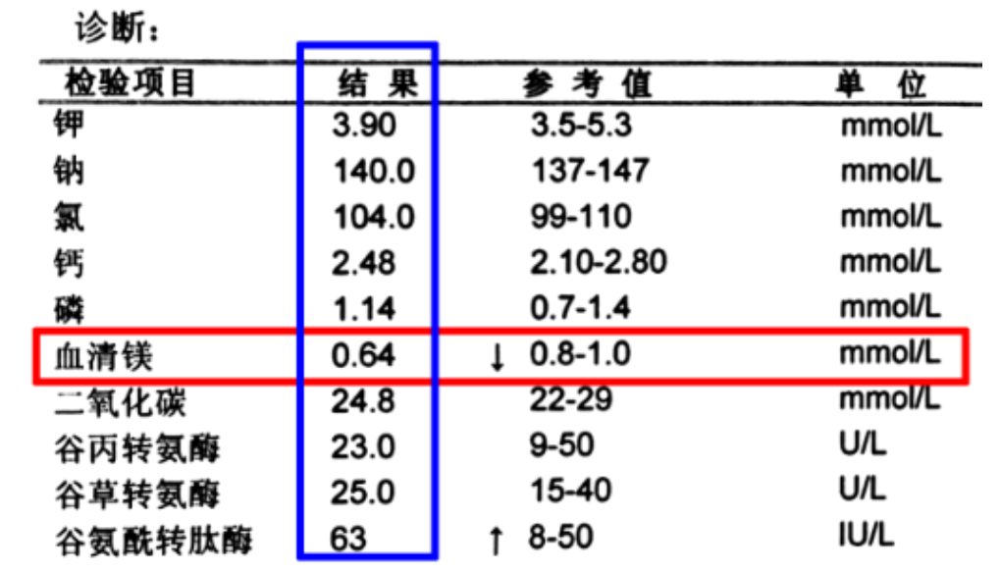 诊断：
检验项目 结 果 参 考 值 单 位
钾 3.90 3.5-5.3 mmol/L
钠 140.0 137-147 mmol/L
氯 104.0 99-110 mmol/L
钙 2.48 2.10-2.80 mmol/L
磷 1.14 0.7-1.4 mmol/L
血清镁 0.64 ↓ 0.8-1.0 mmol/L
二氧化碳 24.8 22-29 mmol/L
谷丙转氨酶 23.0 9-50 U/L
谷草转氨酶 25.0 15-40 U/L
谷氨酰转肽酶 63 ↑ 8-50 IU/L